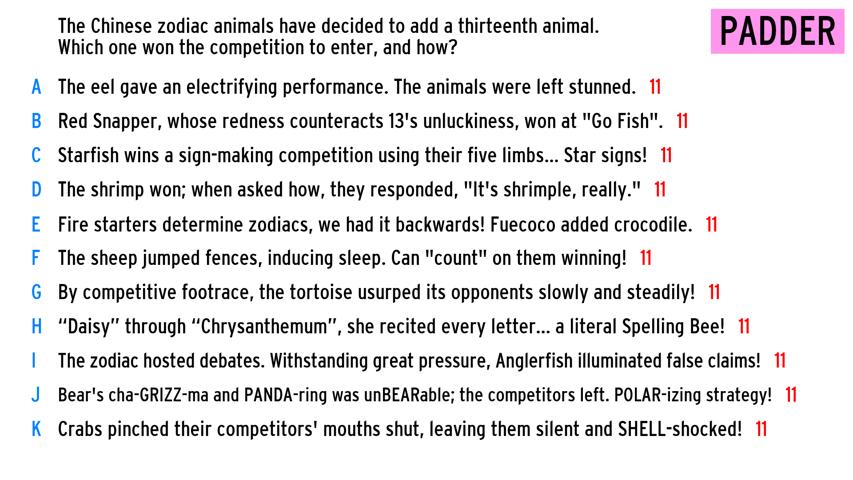 The Chinese zodiac animals have decided to add a thirteenth animal.
Which one won the competition to enter, and how?
PADDER
A The eel gave an electrifying performance. The animals were left stunned. 11
B Red Snapper, whose redness counteracts 13's unluckiness, won at "Go Fish". 11
C Starfish wins a sign-making competition using their five limbs... Star signs! 11
D The shrimp won; when asked how, they responded, "It's shrimple, really." 11
E Fire starters determine zodiacs, we had it backwards! Fuecoco added crocodile. 11
F The sheep jumped fences, inducing sleep. Can "count" on them winning! 11
G By competitive footrace, the tortoise usurped its opponents slowly and steadily! 11
H “Daisy” through “Chrysanthemum”, she recited every letter... a literal Spelling Bee! 11
I The zodiac hosted debates. Withstanding great pressure, Anglerfish illuminated false claims! 11
J Bear's cha-GRIZZ-ma and PANDA-ring was unBEARable; the competitors left. POLAR-izing strategy! 11
K Crabs pinched their competitors' mouths shut, leaving them silent and SHELL-shocked! 11